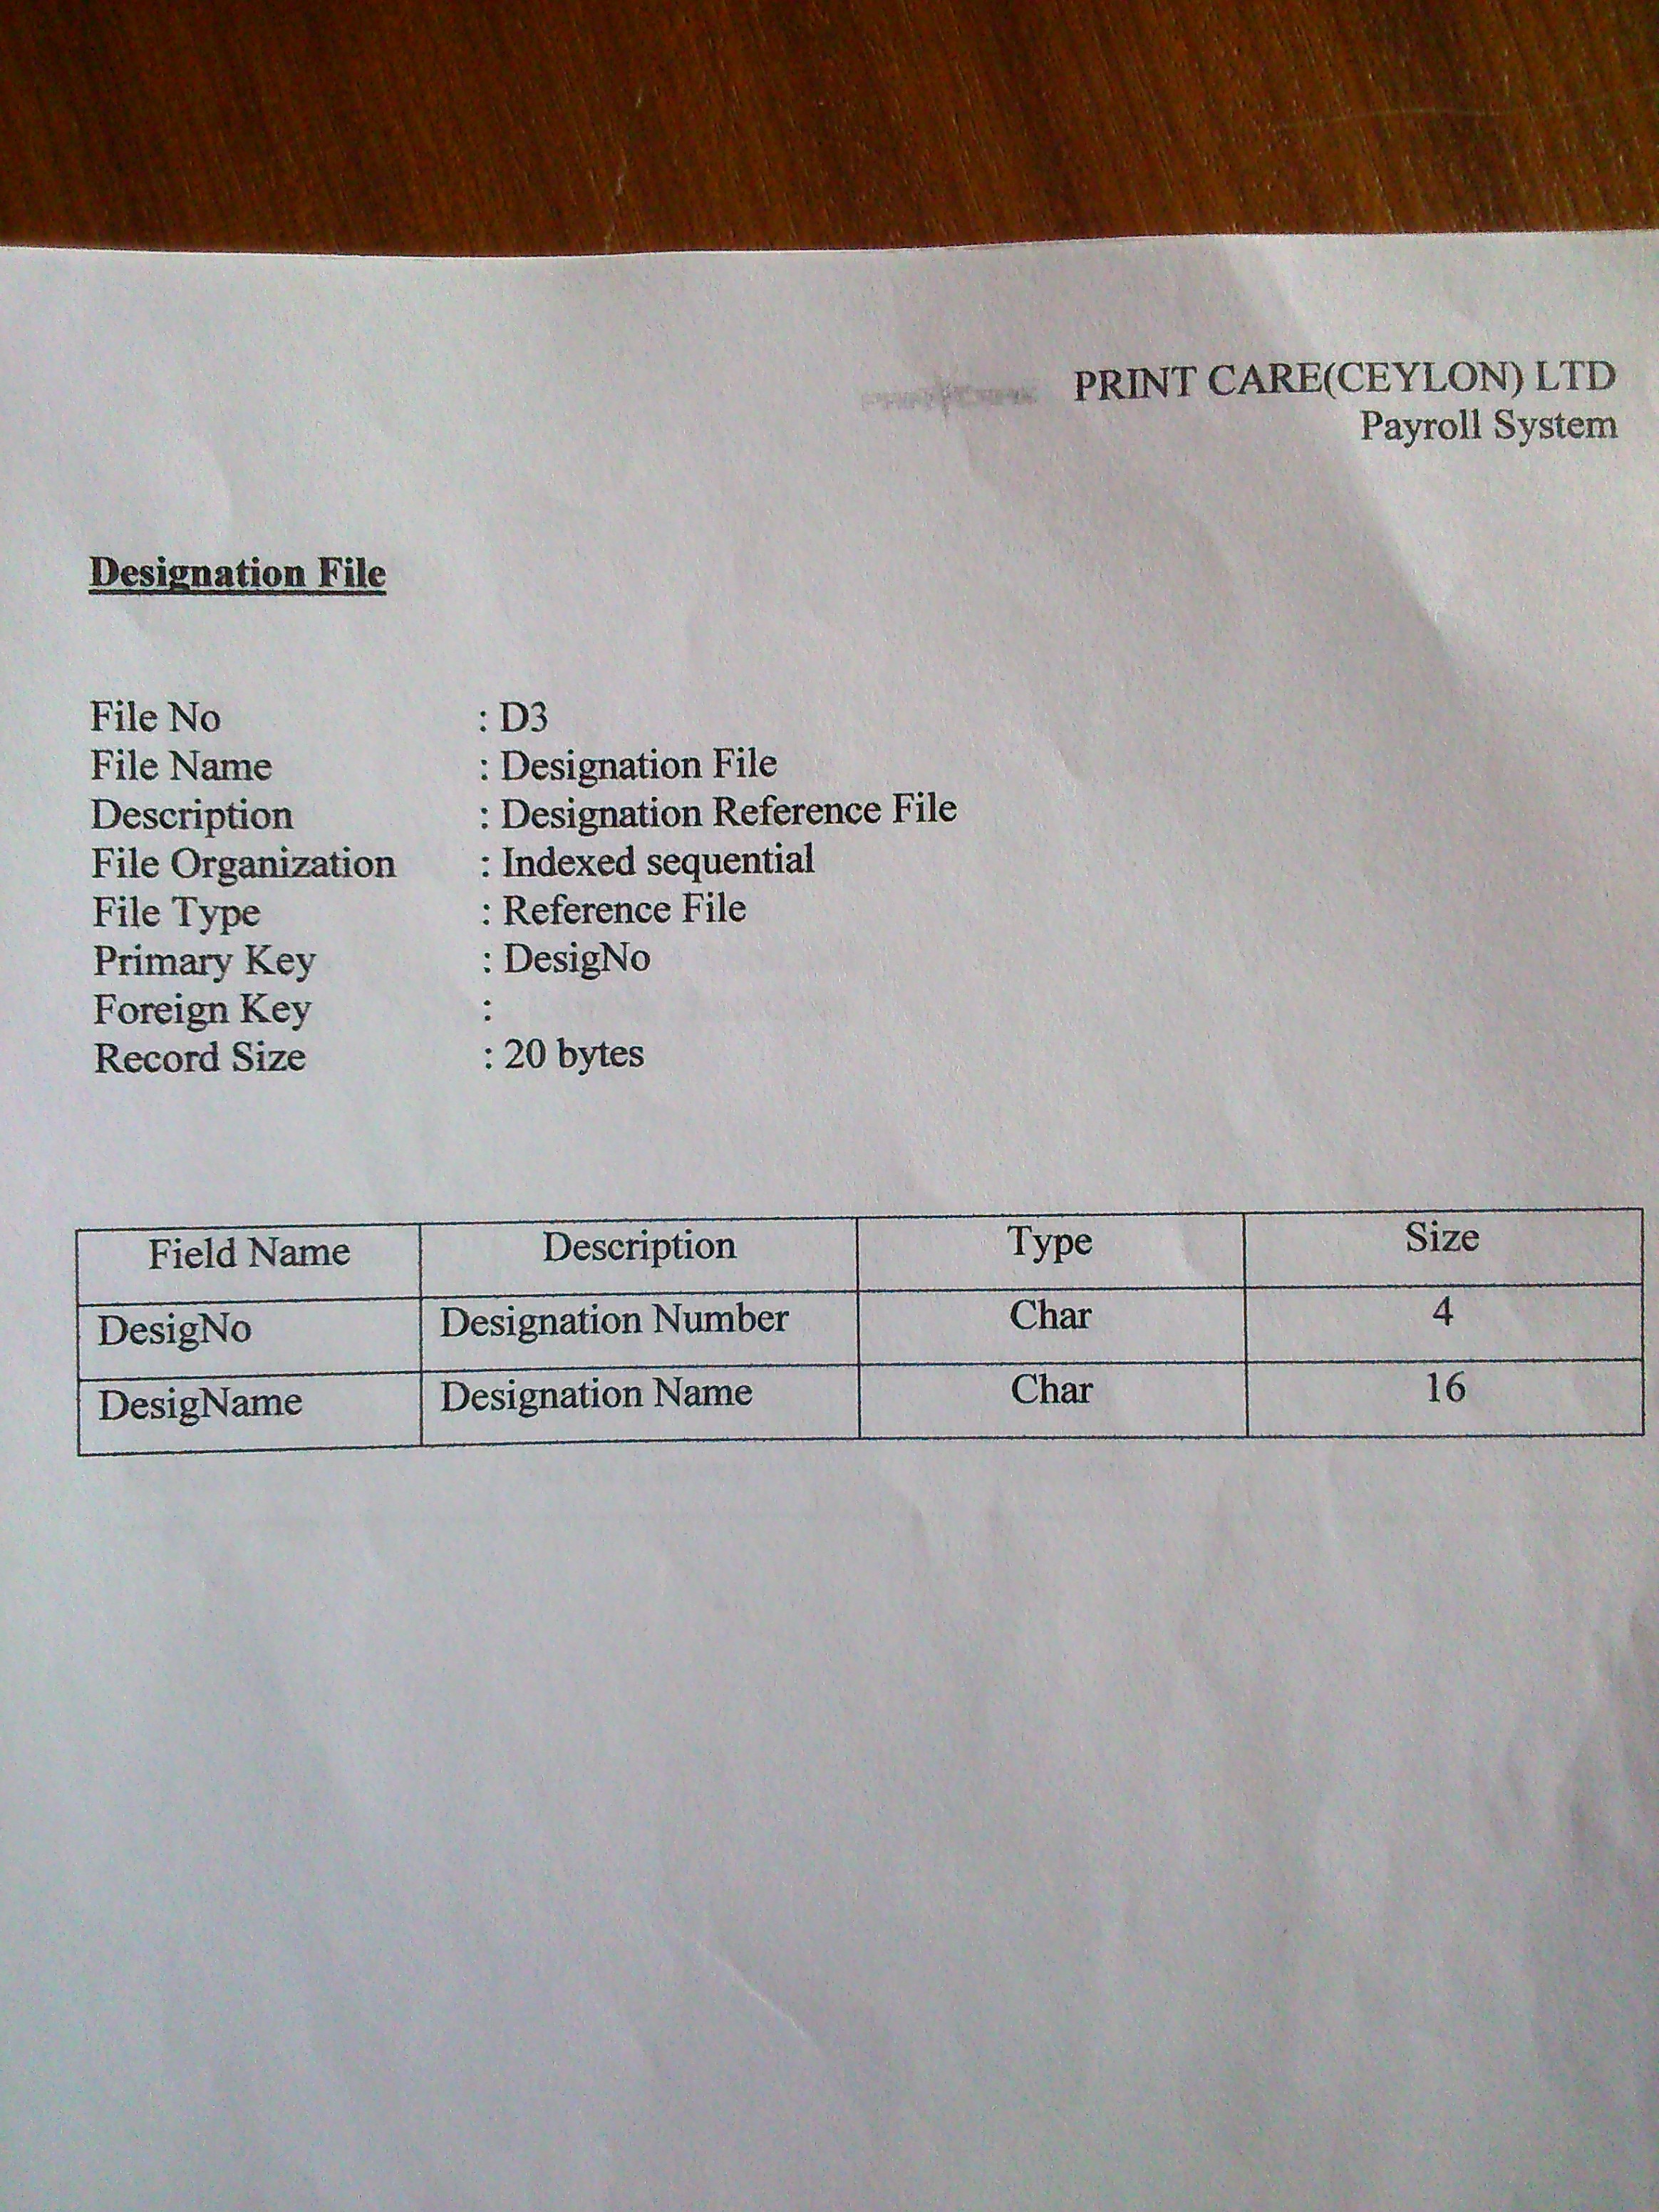 PRINT CARE(CEYLON) LTD
Payroll System
Designation File
File No : D3
File Name : Designation File
Description : Designation Reference File
File Organization : Indexed sequential
File Type : Reference File
Primary Key : DesigNo
Foreign Key :
Record Size : 20 bytes
Field Name Description Type Size
DesigNo Designation Number Char 4
DesigName Designation Name Char 16